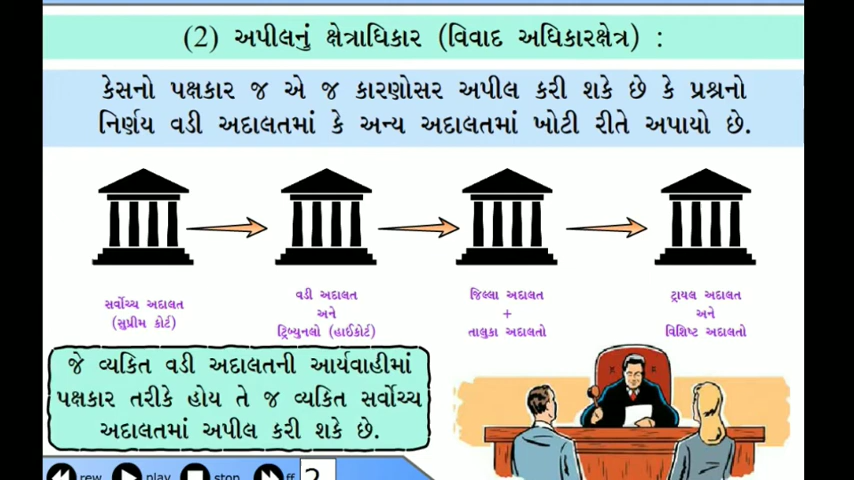 (2) અપીલનું ક્ષેત્રાધિકાર (વિવાદ અધિકારક્ષેત્ર) :
કેસનો પક્ષકાર જ એ જ કારણોસર અપીલ કરી શકે છે કે પ્રશ્રનો
નિર્ણય વડી અદાલતમાં કે અન્ય અદાલતમાં ખોટી રીતે અપાયો છે.
સર્વોચ્ચ અદાલત
(સુપ્રીમ કોર્ટ)
વડી અદાલત
અને
ટ્રિબ્યુનલો (હાઈકોર્ટ)
જિલ્લા અદાલત
+
તાલુકા અદાલતો
ટ્રાયલ અદાલત
અને
વિશિષ્ટ અદાલતો
જે વ્યકિત વડી અદાલતની આર્યવાહીમાં
પક્ષકાર તરીકે હોય તે જ વ્યકિત સર્વોચ્ચ
અદાલતમાં અપીલ કરી શકે છે.
rew play stop ff 2